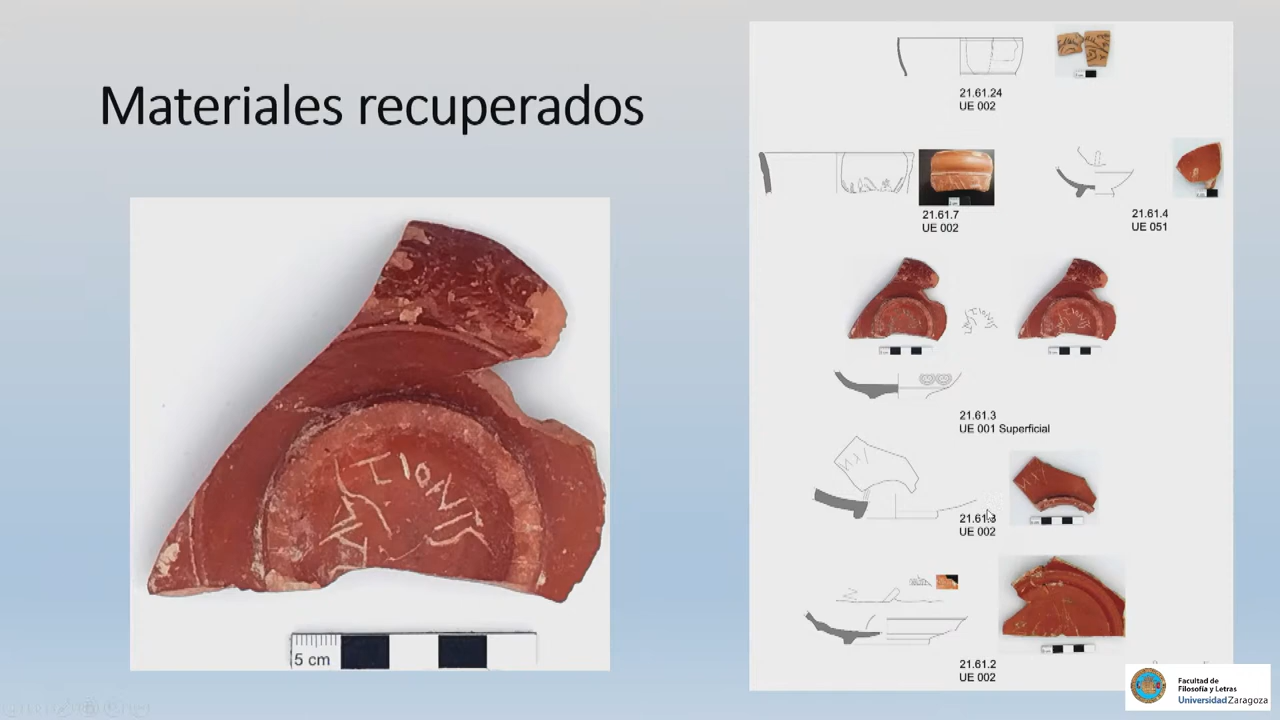 Materiales recuperados
5 cm
21.61.24
UE 002
21.61.7
UE 002
21.61.4
UE 051
21.61.3
UE 001 Superficial
21.61.3
UE 002
21.61.2
UE 002
Facultad de
Filosofía y Letras
Universidad Zaragoza